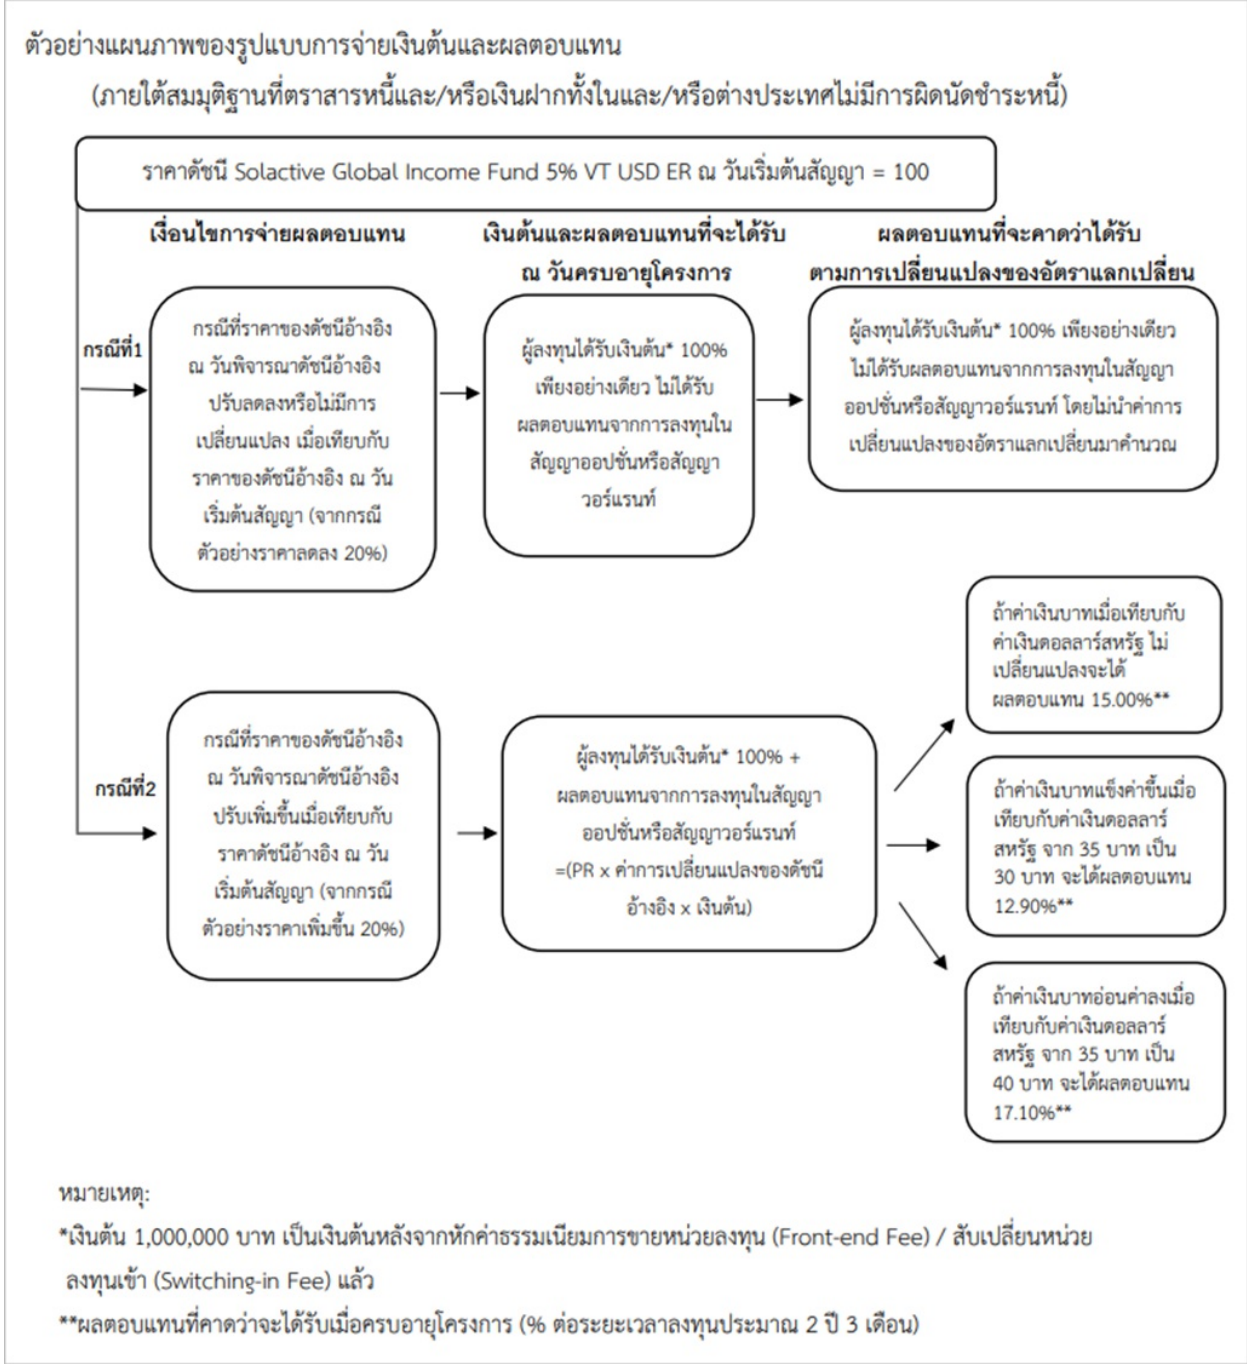 ตัวอย่างแผนภาพของรูปแบบการจ่ายเงินต้นและผลตอบแทน
(ภายใต้สมมุติฐานที่ตราสารหนี้และ/หรือเงินฝากทั้งในและ/หรือต่างประเทศไม่มีการผิดนัดชำระหนี้)
ราคาดัชนี Solactive Global Income Fund 5% VT USD ER ณ วันเริ่มต้นสัญญา = 100
เงื่อนไขการจ่ายผลตอบแทน
เงินต้นและผลตอบแทนที่จะได้รับ
ณ วันครบอายุโครงการ
ผลตอบแทนที่จะคาดว่าได้รับ
ตามการเปลี่ยนแปลงของอัตราแลกเปลี่ยน
กรณีที่1
กรณีที่ราคาของดัชนีอ้างอิง
ณ วันพิจารณาดัชนีอ้างอิง
ปรับลดลงหรือไม่มีการ
เปลี่ยนแปลง เมื่อเทียบกับ
ราคาของดัชนีอ้างอิง ณ วัน
เริ่มต้นสัญญา (จากกรณี
ตัวอย่างราคาลดลง 20%)
ผู้ลงทุนได้รับเงินต้น* 100%
เพียงอย่างเดียว ไม่ได้รับ
ผลตอบแทนจากการลงทุนใน
สัญญาออปชั่นหรือสัญญา
วอร์แรนท์
ผู้ลงทุนได้รับเงินต้น* 100% เพียงอย่างเดียว
ไม่ได้รับผลตอบแทนจากการลงทุนในสัญญา
ออปชั่นหรือสัญญาวอร์แรนท์ โดยไม่นำค่าการ
เปลี่ยนแปลงของอัตราแลกเปลี่ยนมาคำนวณ
กรณีที่2
กรณีที่ราคาของดัชนีอ้างอิง
ณ วันพิจารณาดัชนีอ้างอิง
ปรับเพิ่มขึ้นเมื่อเทียบกับ
ราคาดัชนีอ้างอิง ณ วัน
เริ่มต้นสัญญา (จากกรณี
ตัวอย่างราคาเพิ่มขึ้น 20%)
ผู้ลงทุนได้รับเงินต้น* 100% +
ผลตอบแทนจากการลงทุนในสัญญา
ออปชั่นหรือสัญญาวอร์แรนท์
=(PR x ค่าการเปลี่ยนแปลงของดัชนี
อ้างอิง x เงินต้น)
ถ้าค่าเงินบาทเมื่อเทียบกับ
ค่าเงินดอลลาร์สหรัฐ ไม่
เปลี่ยนแปลงจะได้
ผลตอบแทน 15.00%**
ถ้าค่าเงินบาทแข็งค่าขึ้นเมื่อ
เทียบกับค่าเงินดอลลาร์
สหรัฐ จาก 35 บาท เป็น
30 บาท จะได้ผลตอบแทน
12.90%**
ถ้าค่าเงินบาทอ่อนค่าลงเมื่อ
เทียบกับค่าเงินดอลลาร์
สหรัฐ จาก 35 บาท เป็น
40 บาท จะได้ผลตอบแทน
17.10%**
หมายเหตุ:
*เงินต้น 1,000,000 บาท เป็นเงินต้นหลังจากหักค่าธรรมเนียมการขายหน่วยลงทุน (Front-end Fee) / สับเปลี่ยนหน่วย
ลงทุนเข้า (Switching-in Fee) แล้ว
**ผลตอบแทนที่คาดว่าจะได้รับเมื่อครบอายุโครงการ (% ต่อระยะเวลาลงทุนประมาณ 2 ปี 3 เดือน)